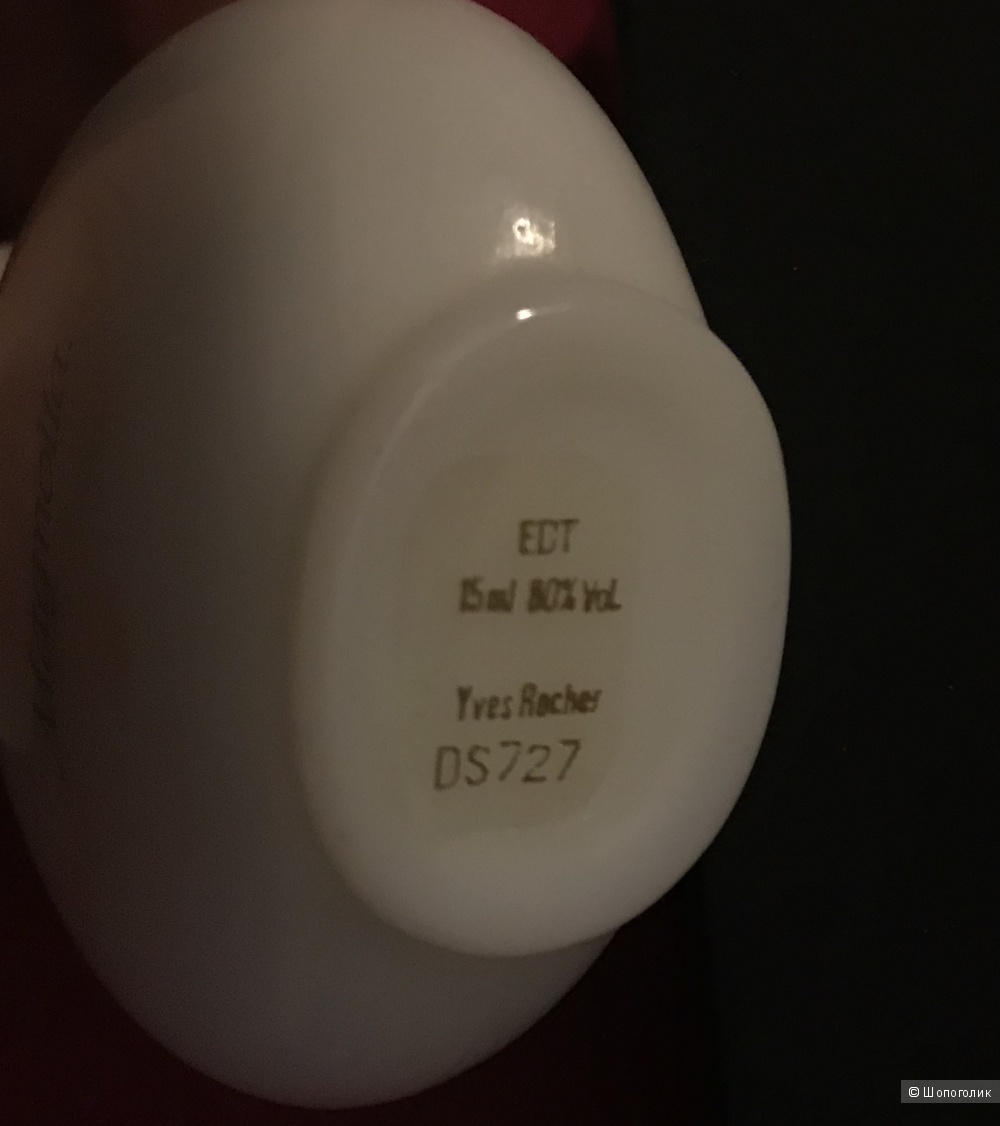 EDT
15ml 80% Vol.
Yves Rocher
DS727
© Шопоголик